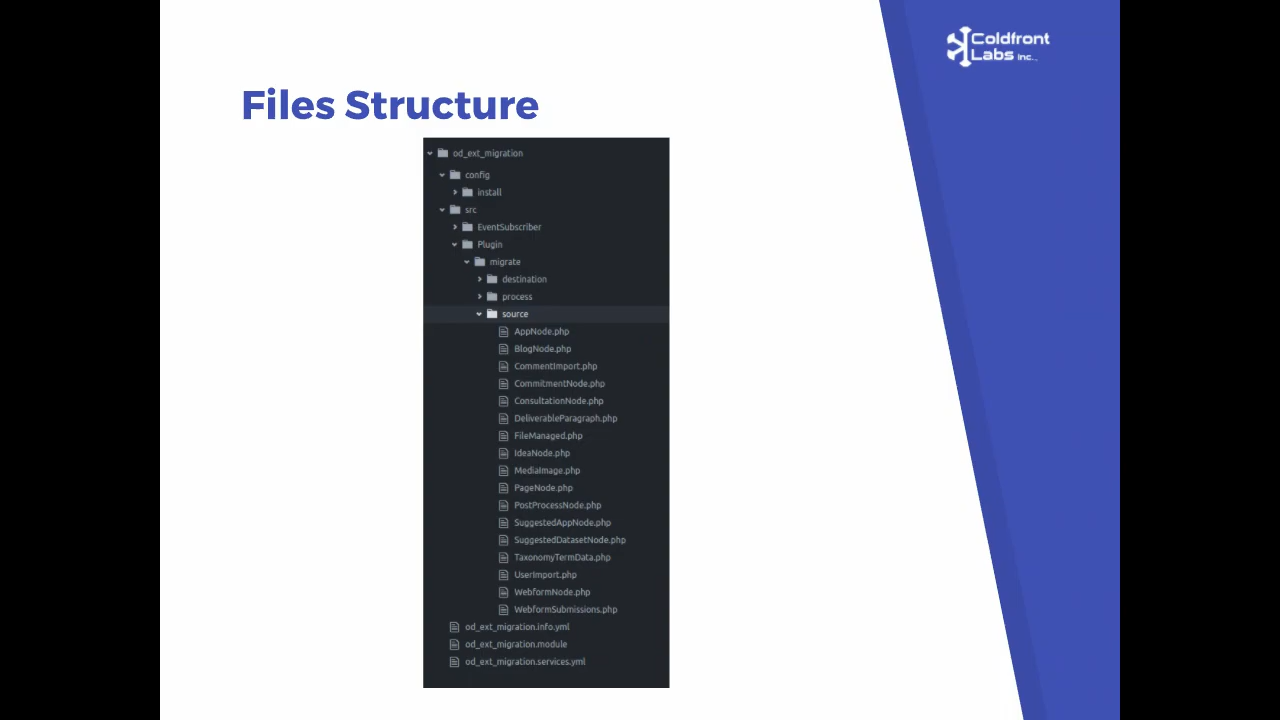 Coldfront
Labs Inc.
Files Structure
od_ext_migration
config
install
src
EventSubscriber
Plugin
migrate
destination
process
source
AppNode.php
BlogNode.php
CommentImport.php
CommitmentNode.php
ConsultationNode.php
DeliverableParagraph.php
FileManaged.php
IdeaNode.php
MediaImage.php
PageNode.php
PostProcessNode.php
SuggestedAppNode.php
SuggestedDatasetNode.php
TaxonomyTermData.php
UserImport.php
WebformNode.php
WebformSubmissions.php
od_ext_migration.info.yml
od_ext_migration.module
od_ext_migration.services.yml